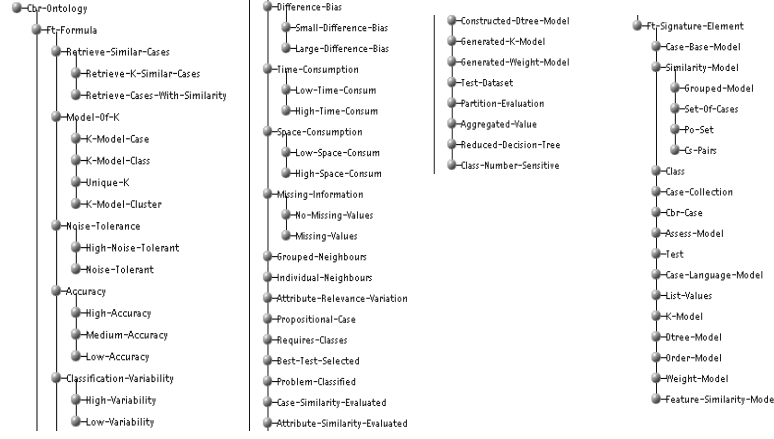 Cbr-Ontology
Ft-Formula
Retrieve-Similar-Cases
Retrieve-K-Similar-Cases
Retrieve-Cases-With-Similarity
Model-Of-K
K-Model-Case
K-Model-Class
Unique-K
K-Model-Cluster
Noise-Tolerance
High-Noise-Tolerant
Noise-Tolerant
Accuracy
High-Accuracy
Medium-Accuracy
Low-Accuracy
Classification-Variability
High-Variability
Low-Variability
Difference-Bias
Small-Difference-Bias
Large-Difference-Bias
Time-Consumption
Low-Time-Consum
High-Time-Consum
Space-Consumption
Low-Space-Consum
High-Space-Consum
Missing-Information
No-Missing-Values
Missing-Values
Grouped-Neighbours
Individual-Neighbours
Attribute-Relevance-Variation
Propositional-Case
Requires-Classes
Best-Test-Selected
Problem-Classified
Case-Similarity-Evaluated
Attribute-Similarity-Evaluated
Constructed-Dtree-Model
Generated-K-Model
Generated-Weight-Model
Test-Dataset
Partition-Evaluation
Aggregated-Value
Reduced-Decision-Tree
Class-Number-Sensitive
Ft-Signature-Element
Case-Base-Model
Similarity-Model
Grouped-Model
Set-Of-Cases
Po-Set
Cs-Pairs
Class
Case-Collection
Cbr-Case
Assess-Model
Test
Case-Language-Model
List-Values
K-Model
Dtree-Model
Order-Model
Weight-Model
Feature-Similarity-Mode